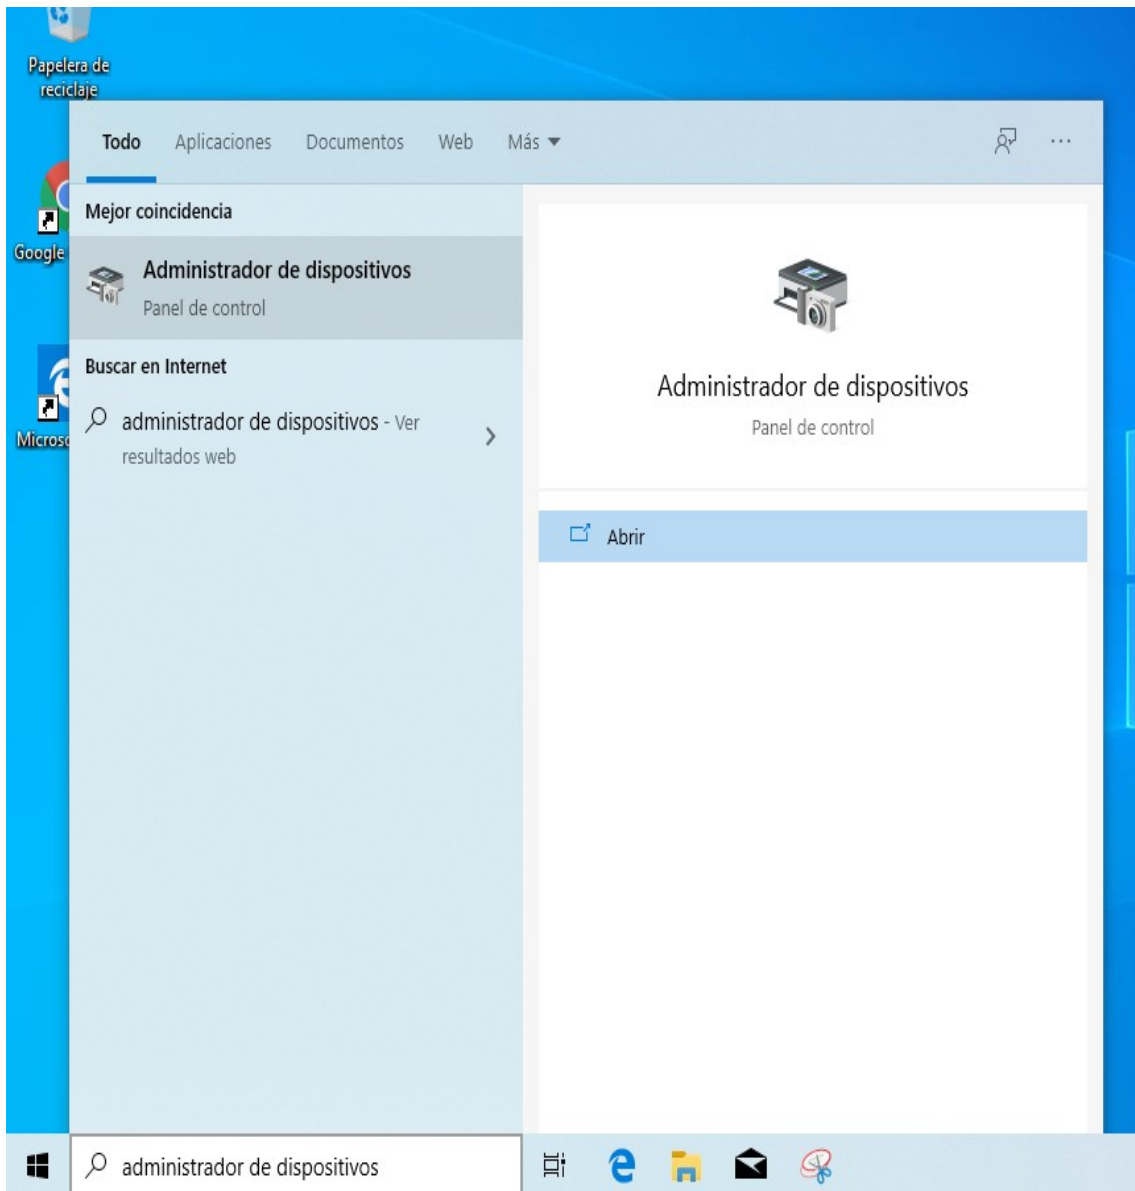 Papelera de
reciclaje
Todo Aplicaciones Documentos Web Más
Mejor coincidencia
Google
Administrador de dispositivos
Panel de control
Administrador de dispositivos
Panel de control
Buscar en Internet
administrador de dispositivos - Ver
resultados web
Abrir
administrador de dispositivos